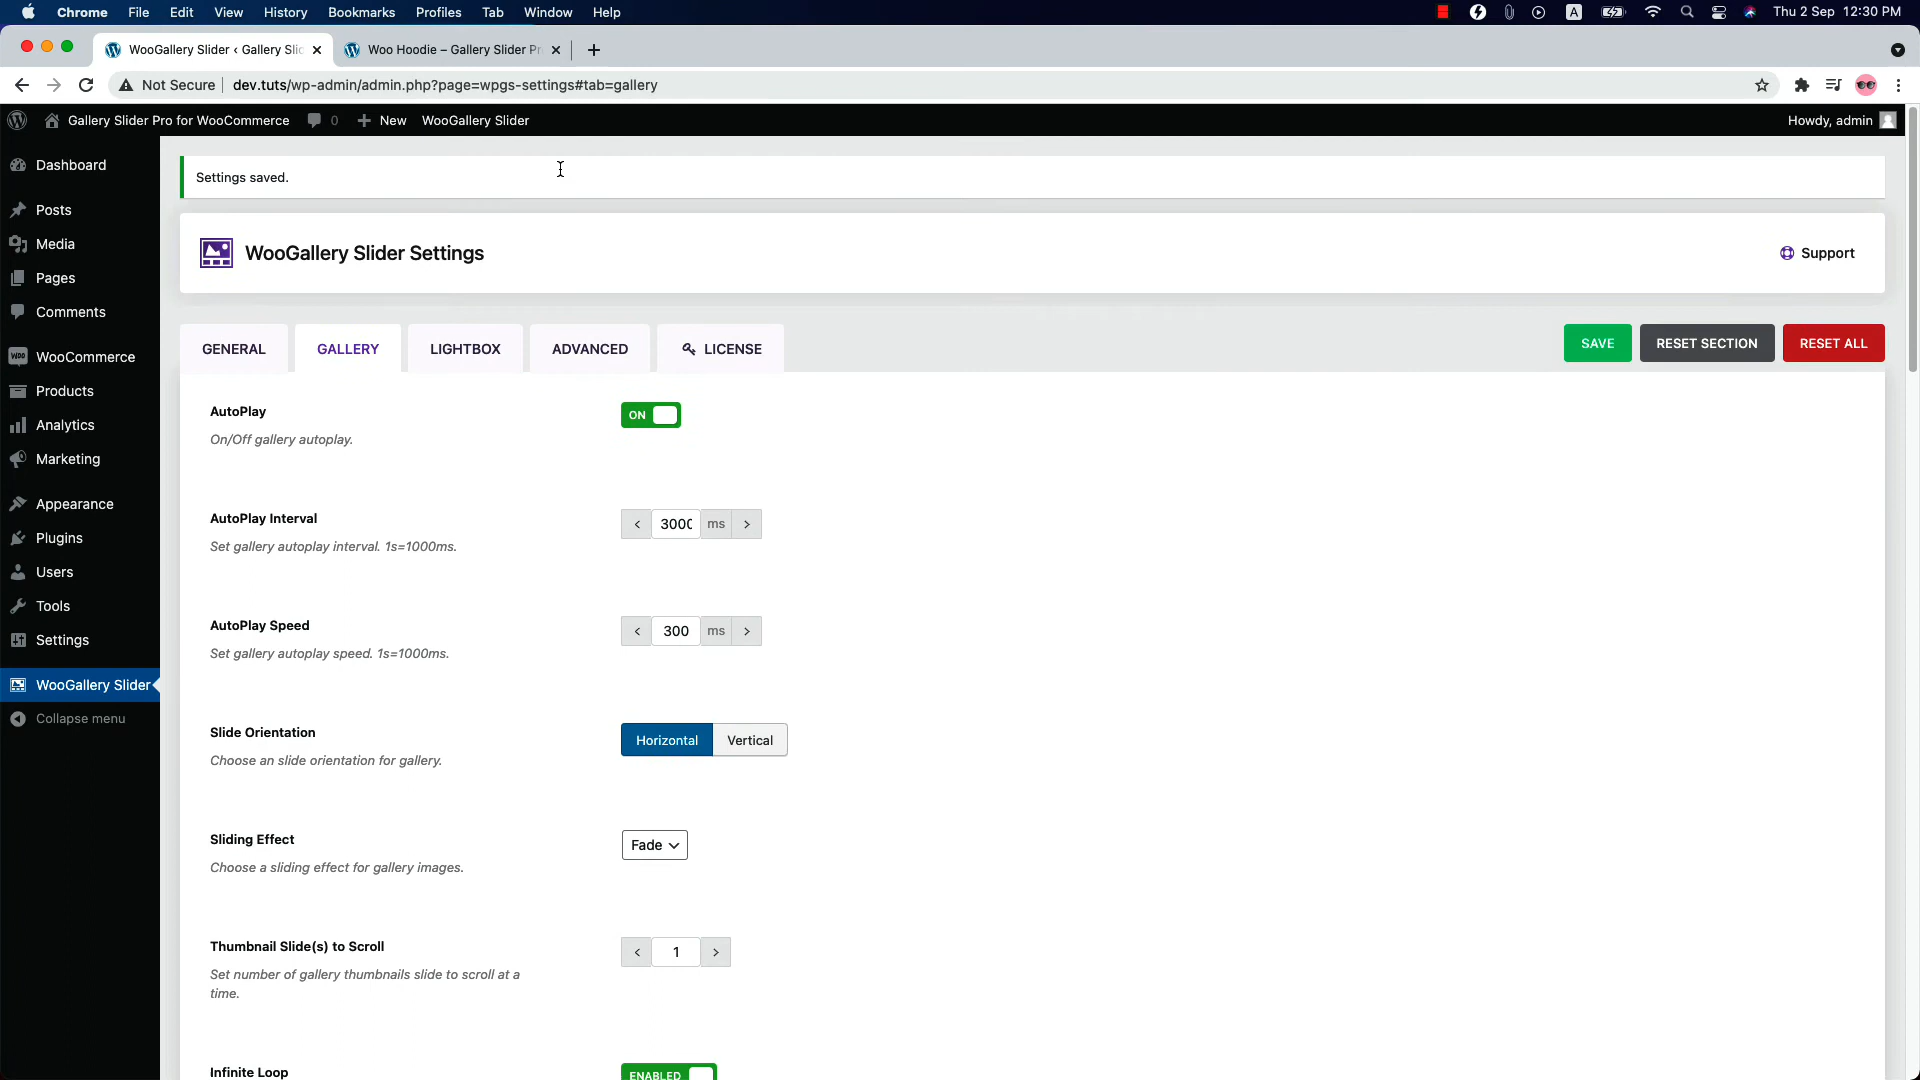 Chrome File Edit View History Bookmarks Profiles Tab Window Help A Thu 2 Sep 12:30 PM
WooGallery Slider ‹ Gallery Slid Woo Hoodie – Gallery Slider Pr
Not Secure dev.tuts/wp-admin/admin.php?page=wpgs-settings#tab=gallery
Gallery Slider Pro for WooCommerce 0 New WooGallery Slider Howdy, admin
Dashboard
Posts
Media
Pages
Comments
WooCommerce
Products
Analytics
Marketing
Appearance
Plugins
Users
Tools
Settings
WooGallery Slider
Collapse menu
Settings saved.
WooGallery Slider Settings Support
GENERAL GALLERY LIGHTBOX ADVANCED LICENSE SAVE RESET SECTION RESET ALL
AutoPlay ON
On/Off gallery autoplay.
AutoPlay Interval < 3000 ms >
Set gallery autoplay interval. 1s=1000ms.
AutoPlay Speed < 300 ms >
Set gallery autoplay speed. 1s=1000ms.
Slide Orientation Horizontal Vertical
Choose an slide orientation for gallery.
Sliding Effect Fade
Choose a sliding effect for gallery images.
Thumbnail Slide(s) to Scroll < 1 >
Set number of gallery thumbnails slide to scroll at a
time.
Infinite Loop ENABLED